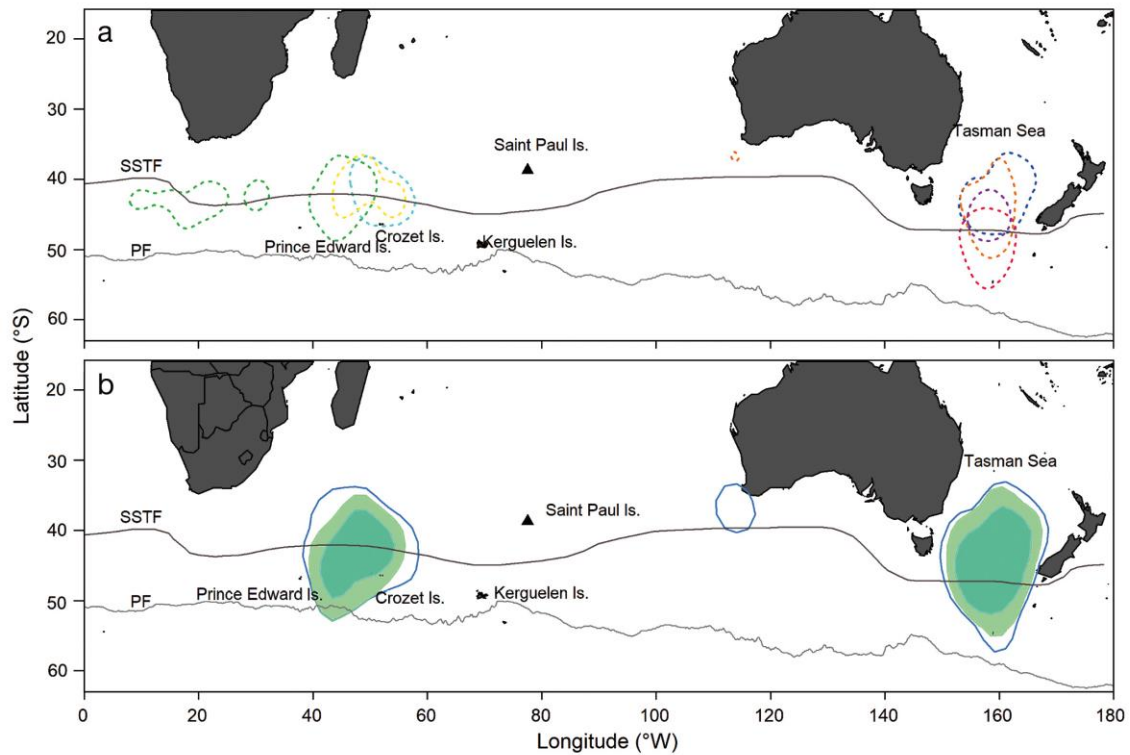 a
20
30
40
50
60
SSTF
PF
Saint Paul Is.
Tasman Sea
Prince Edward Is.
Crozet Is.
Kerguelen Is.
Latitude (°S)
b
20
30
40
50
60
SSTF
PF
Tasman Sea
Saint Paul Is.
Prince Edward Is.
Crozet Is.
Kerguelen Is.
0 20 40 60 80 100 120 140 160 180
Longitude (°W)